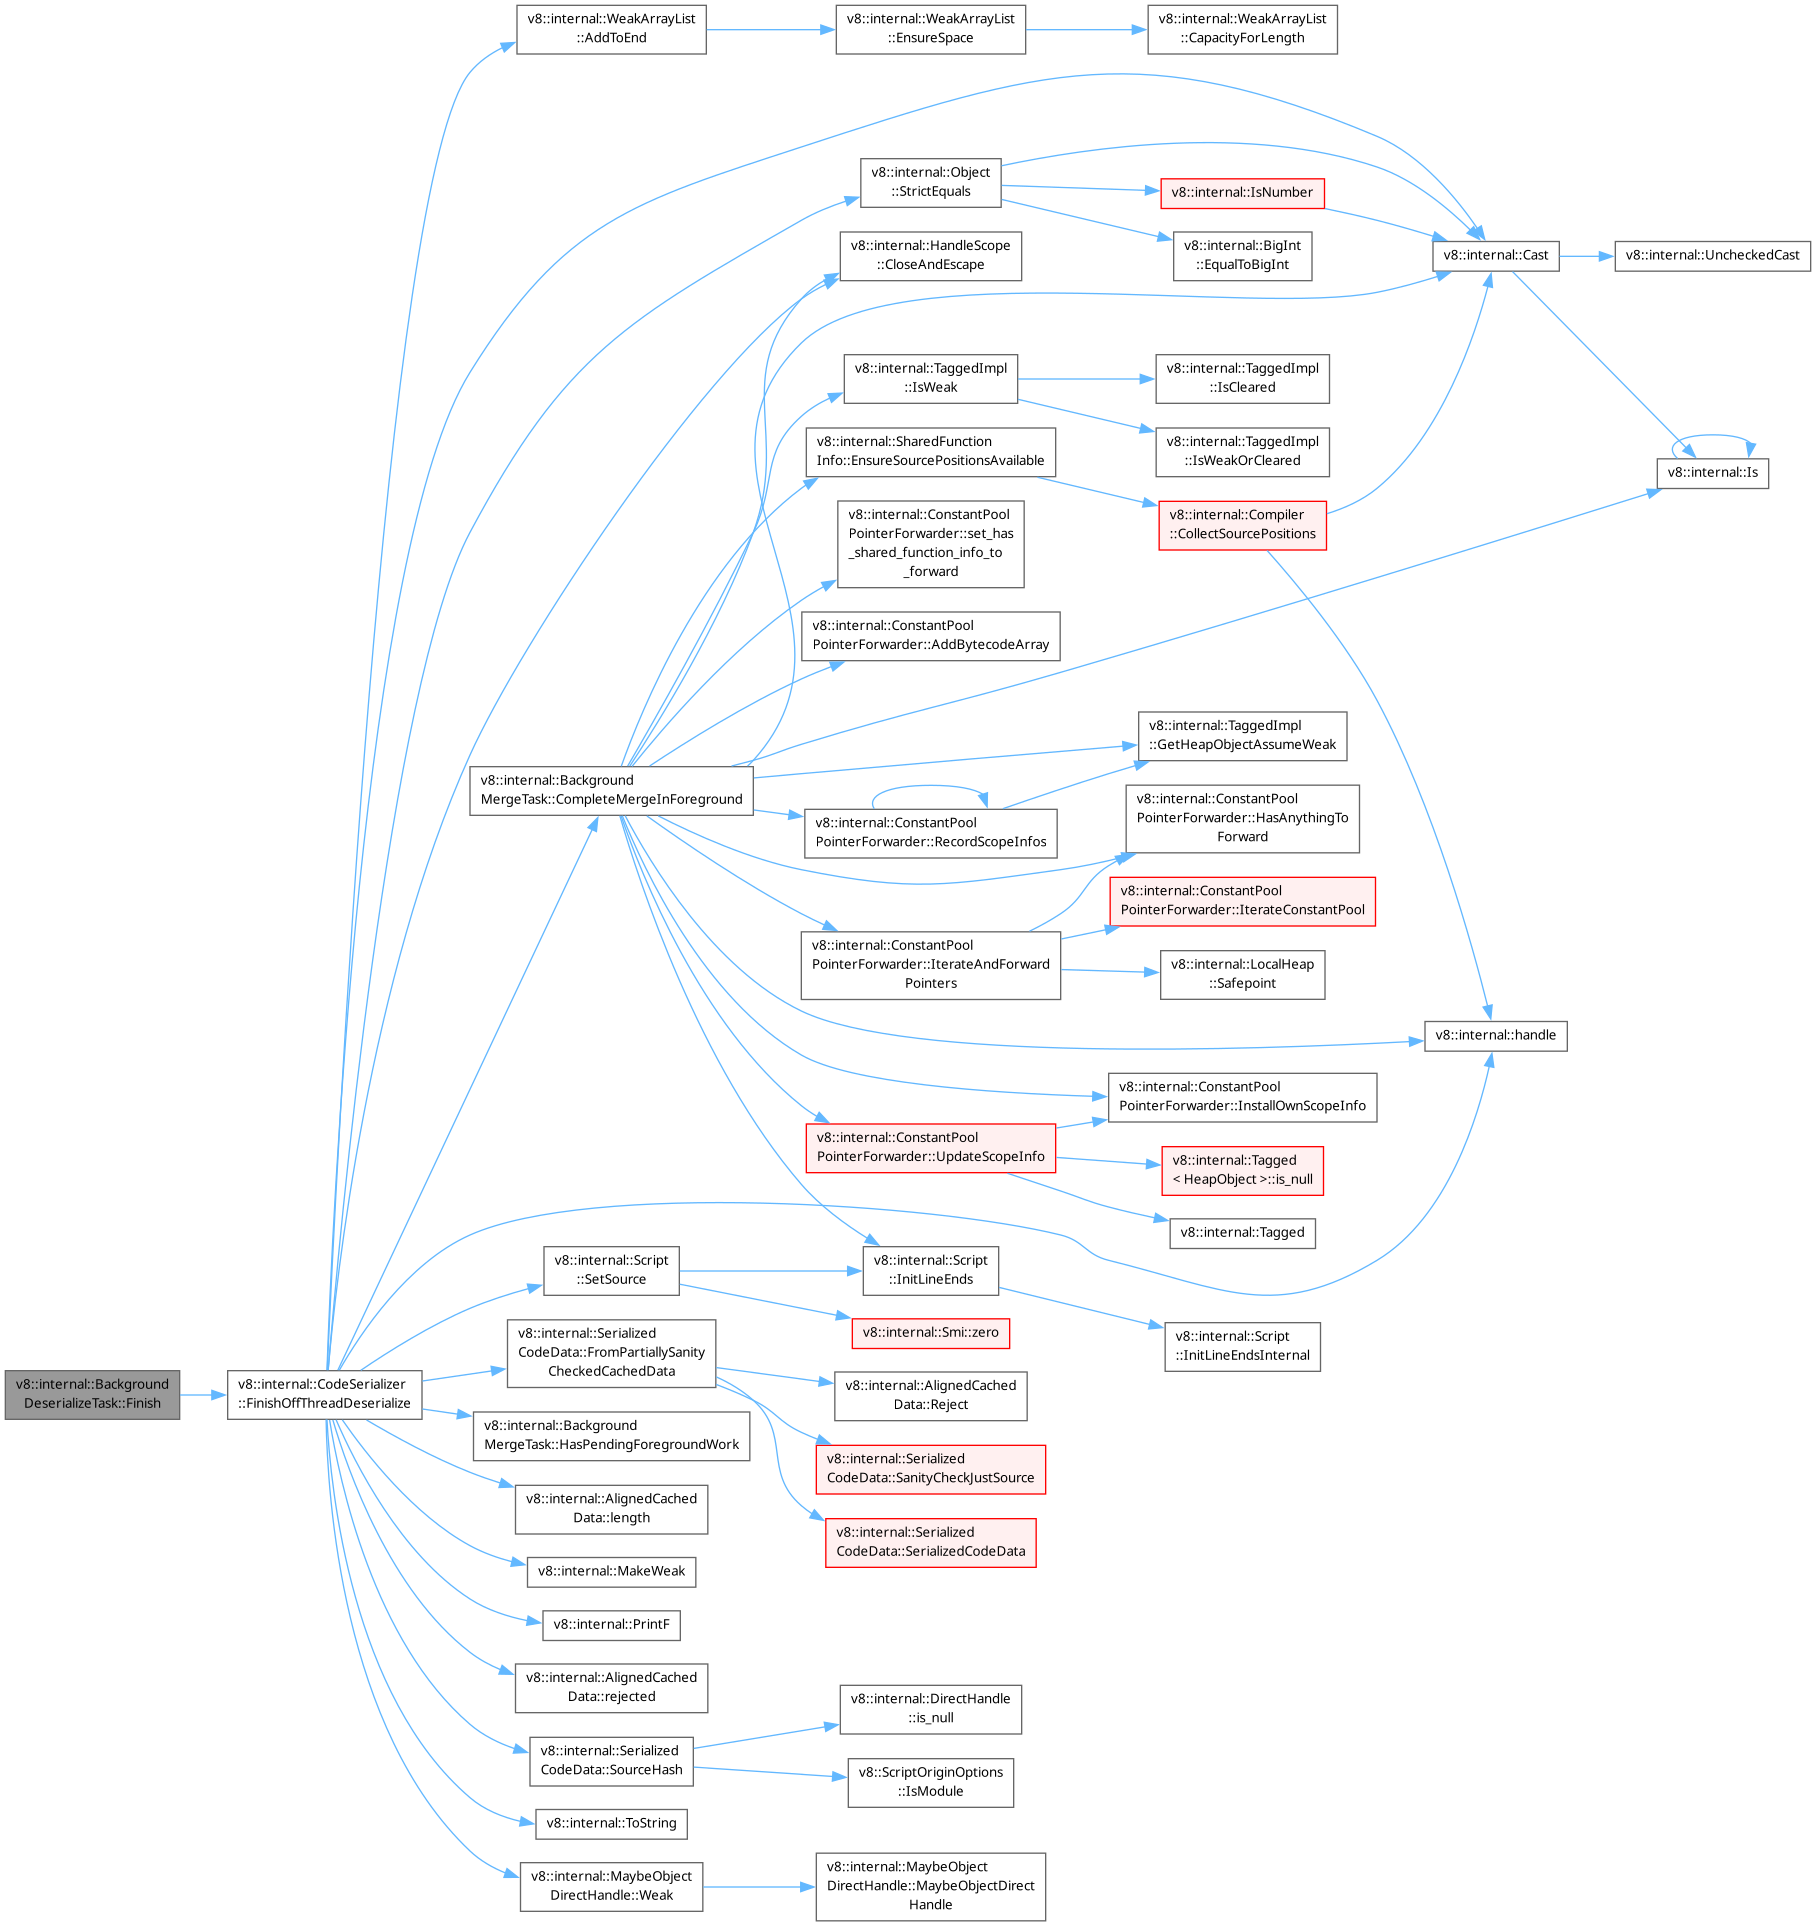 v8::internal::WeakArrayList
::AddToEnd
v8::internal::WeakArrayList
::EnsureSpace
v8::internal::WeakArrayList
::CapacityForLength
v8::internal::Object
::StrictEquals
v8::internal::IsNumber
v8::internal::HandleScope
::CloseAndEscape
v8::internal::BigInt
::EqualToBigInt
v8::internal::Cast
v8::internal::UncheckedCast
v8::internal::TaggedImpl
::IsWeak
v8::internal::TaggedImpl
::IsCleared
v8::internal::SharedFunction
Info::EnsureSourcePositionsAvailable
v8::internal::TaggedImpl
::IsWeakOrCleared
v8::internal::Is
v8::internal::ConstantPool
PointerForwarder::set_has
_shared_function_info_to
_forward
v8::internal::Compiler
::CollectSourcePositions
v8::internal::ConstantPool
PointerForwarder::AddBytecodeArray
v8::internal::TaggedImpl
::GetHeapObjectAssumeWeak
v8::internal::Background
MergeTask::CompleteMergeInForeground
v8::internal::ConstantPool
PointerForwarder::RecordScopeInfos
v8::internal::ConstantPool
PointerForwarder::HasAnythingTo
Forward
v8::internal::ConstantPool
PointerForwarder::IterateConstantPool
v8::internal::ConstantPool
PointerForwarder::IterateAndForward
Pointers
v8::internal::LocalHeap
::Safepoint
v8::internal::handle
v8::internal::ConstantPool
PointerForwarder::InstallOwnScopeInfo
v8::internal::ConstantPool
PointerForwarder::UpdateScopeInfo
v8::internal::Tagged
< HeapObject >::is_null
v8::internal::Tagged
v8::internal::Script
::SetSource
v8::internal::Script
::InitLineEnds
v8::internal::Smi::zero
v8::internal::Script
::InitLineEndsInternal
v8::internal::Background
DeserializeTask::Finish
v8::internal::CodeSerializer
::FinishOffThreadDeserialize
v8::internal::Serialized
CodeData::FromPartiallySanity
CheckedCachedData
v8::internal::AlignedCached
Data::Reject
v8::internal::Background
MergeTask::HasPendingForegroundWork
v8::internal::Serialized
CodeData::SanityCheckJustSource
v8::internal::AlignedCached
Data::length
v8::internal::Serialized
CodeData::SerializedCodeData
v8::internal::MakeWeak
v8::internal::PrintF
v8::internal::AlignedCached
Data::rejected
v8::internal::DirectHandle
::is_null
v8::internal::Serialized
CodeData::SourceHash
v8::ScriptOriginOptions
::IsModule
v8::internal::ToString
v8::internal::MaybeObject
DirectHandle::Weak
v8::internal::MaybeObject
DirectHandle::MaybeObjectDirect
Handle